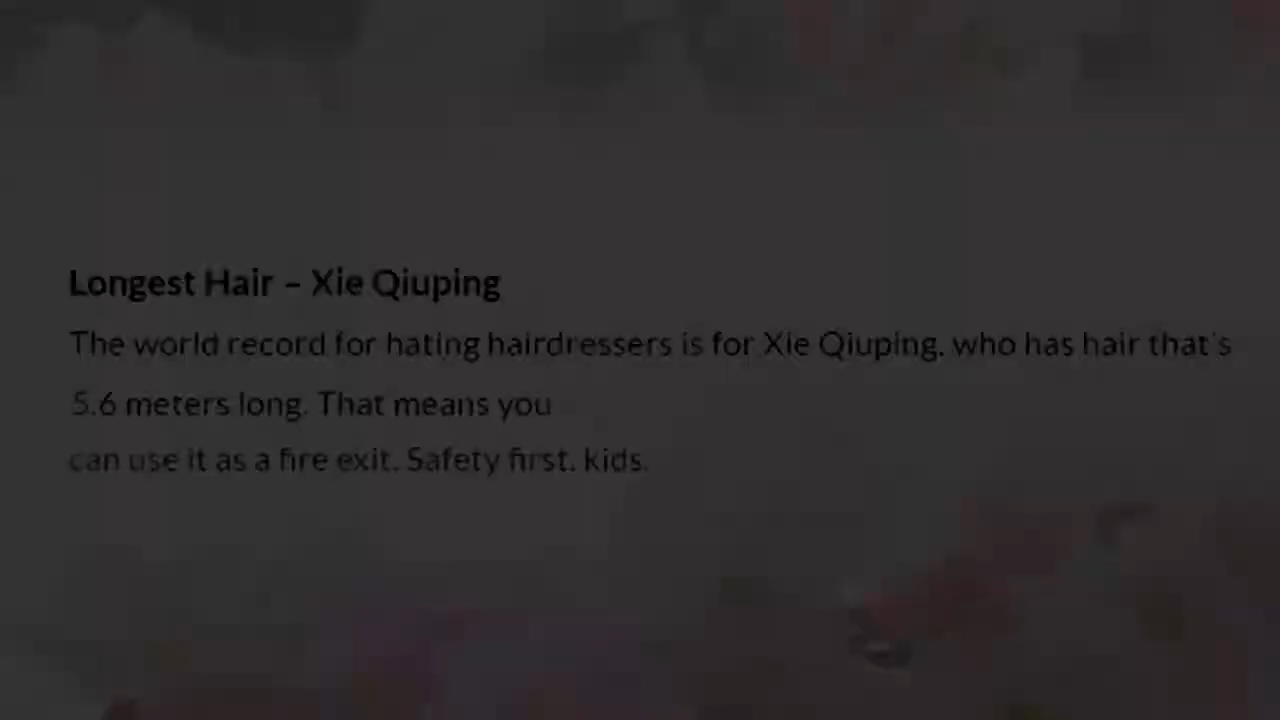 Longest Hair – Xie Qiuping
The world record for hating hairdressers is for Xie Qiuping, who has hair that's
5.6 meters long. That means you
can use it as a fire exit. Safety first, kids.